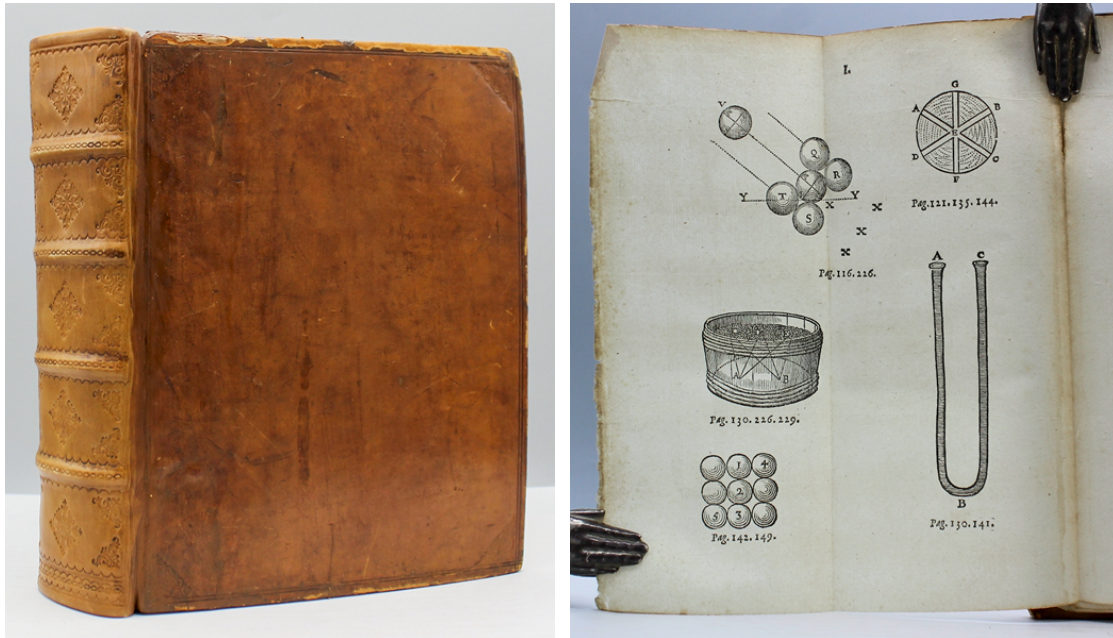 I.
V
Q
R
T
S
Y
Y
X
X
X
X
Pag. 116. 226.
G
A
B
E
D
C
F
Pag. 121. 135. 144.
A
B
Pag. 130. 226. 229.
A
C
B
Pag. 130. 141.
1 4
2
5 3
Pag. 142. 149.